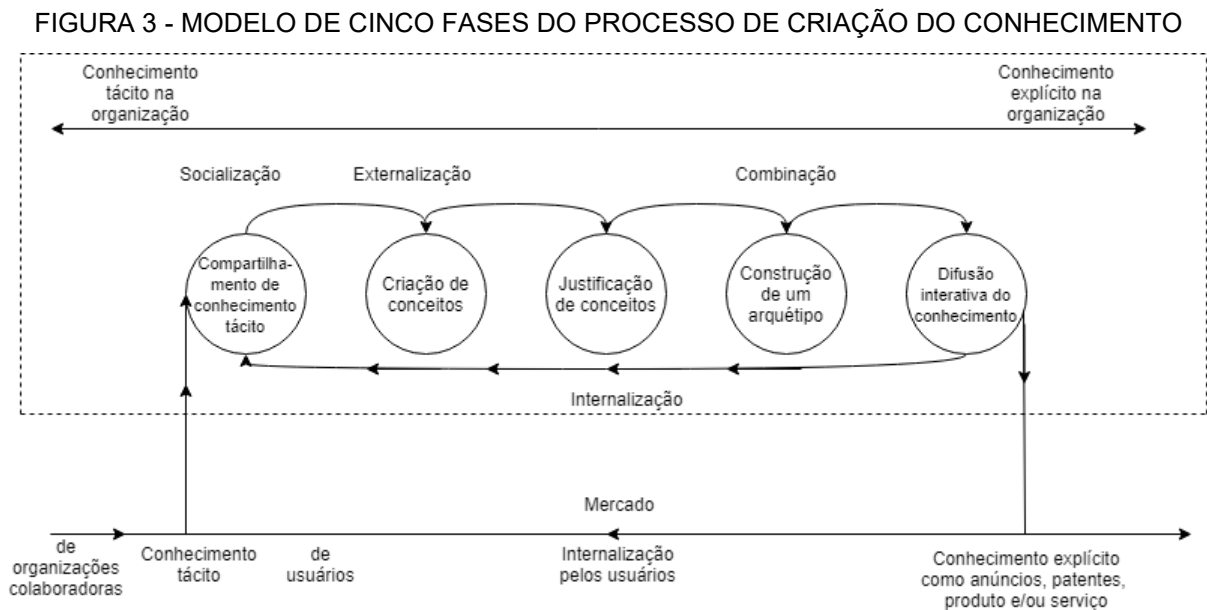 FIGURA 3 - MODELO DE CINCO FASES DO PROCESSO DE CRIAÇÃO DO CONHECIMENTO
Conhecimento
tácito na
organização
Conhecimento
explícito na
organização
Socialização
Externalização
Combinação
Compartilha-
mento de
conhecimento
tácito
Criação de
conceitos
Justificação
de conceitos
Construção
de um
arquétipo
Difusão
interativa do
conhecimento
Internalização
Mercado
de
organizações
colaboradoras
Conhecimento
tácito
de
usuários
Internalização
pelos usuários
Conhecimento explícito
como anúncios, patentes,
produto e/ou serviço